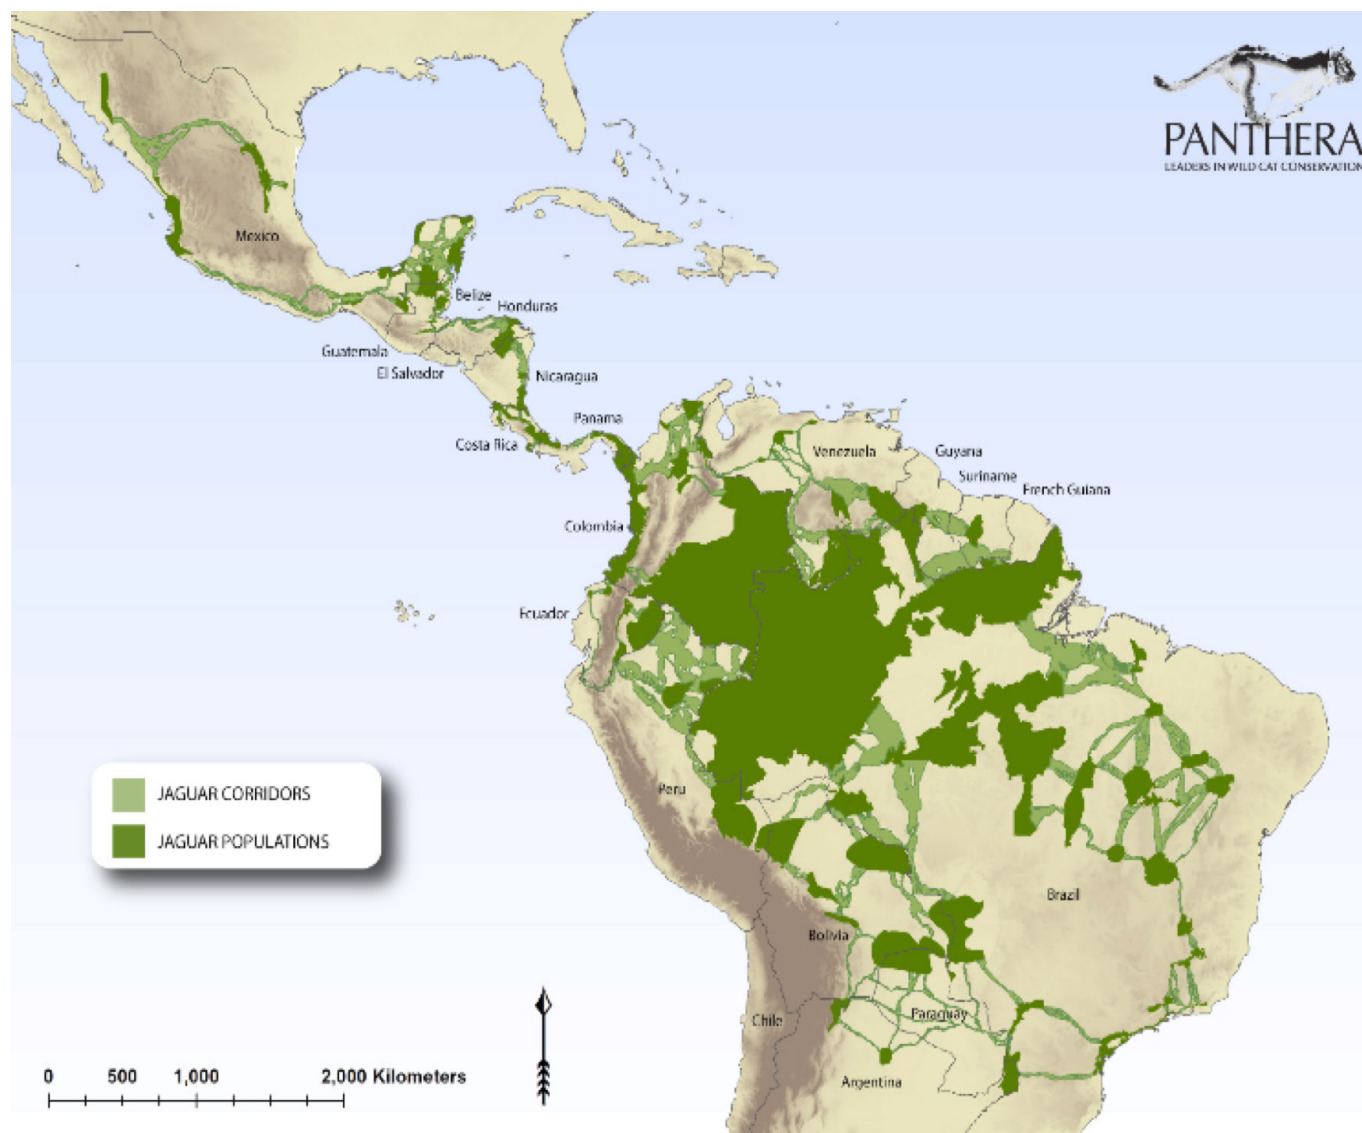 PANTHERA
LEADERS IN WILD CAT CONSERVATION
Mexico
Belize
Honduras
Guatemala
El Salvador
Nicaragua
Panama
Costa Rica
Venezuela
Guyana
Suriname
French Guiana
Colombia
Ecuador
JAGUAR CORRIDORS
JAGUAR POPULATIONS
Peru
Brazil
Bolivia
Chile
Paraguay
Argentina
0 500 1,000 2,000 Kilometers